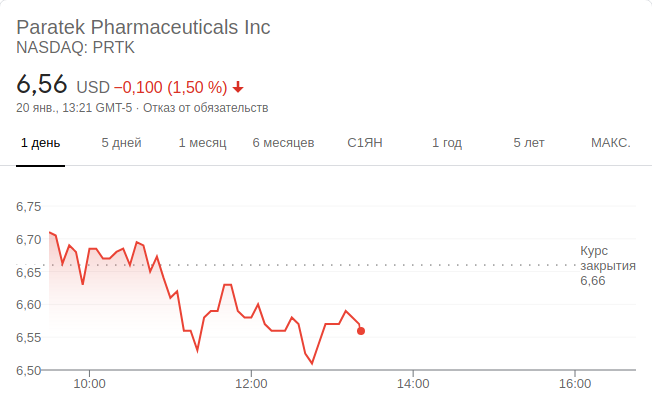 Paratek Pharmaceuticals Inc
NASDAQ: PRTK
6,56 USD −0,100 (1,50 %)
20 янв., 13:21 GMT-5 · Отказ от обязательств
1 день 5 дней 1 месяц 6 месяцев С1ЯН 1 год 5 лет МАКС.
6,75
6,70
6,65
6,60
6,55
6,50
Курс
закрытия
6,66
10:00 12:00 14:00 16:00